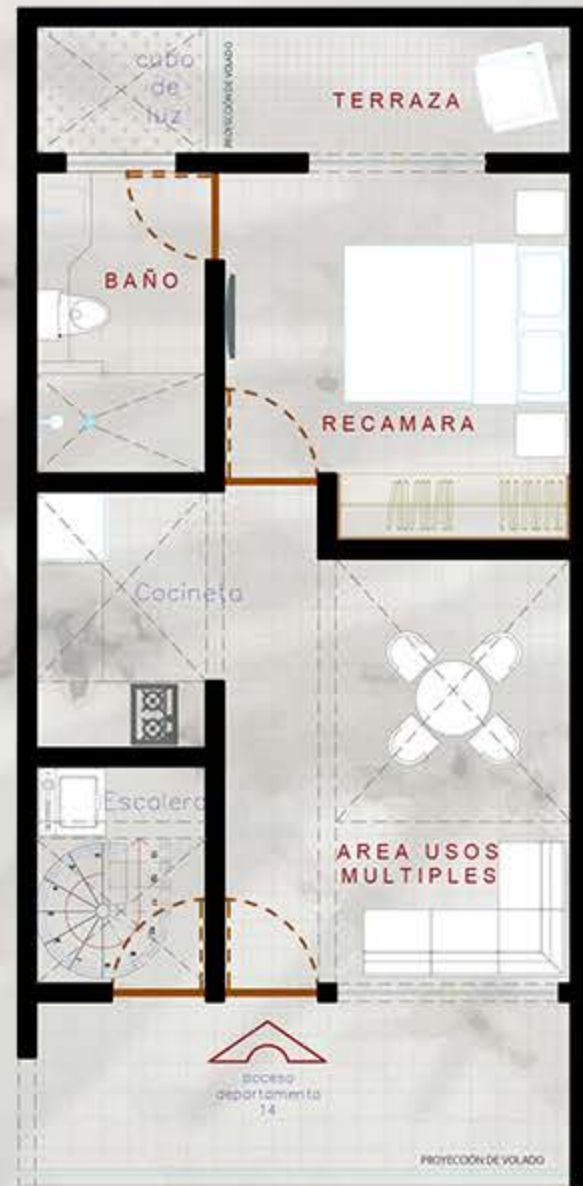 cubo
de
luz
PROYECCIÓN DE VOLADO
TERRAZA
BAÑO
RECAMARA
Cocineta
Escalera
AREA USOS
MULTIPLES
acceso
departamento
14
PROYECCIÓN DE VOLADO